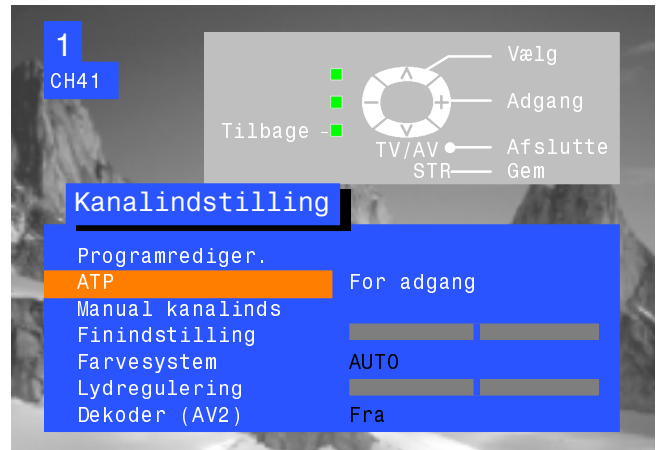 1
CH41
Vælg
Adgang
Tilbage
TV/AV Afslutte
STR Gem
Kanalindstilling
Programrediger.
ATP For adgang
Manual kanalinds
Finindstilling
Farvesystem AUTO
Lydregulering
Dekoder (AV2) Fra